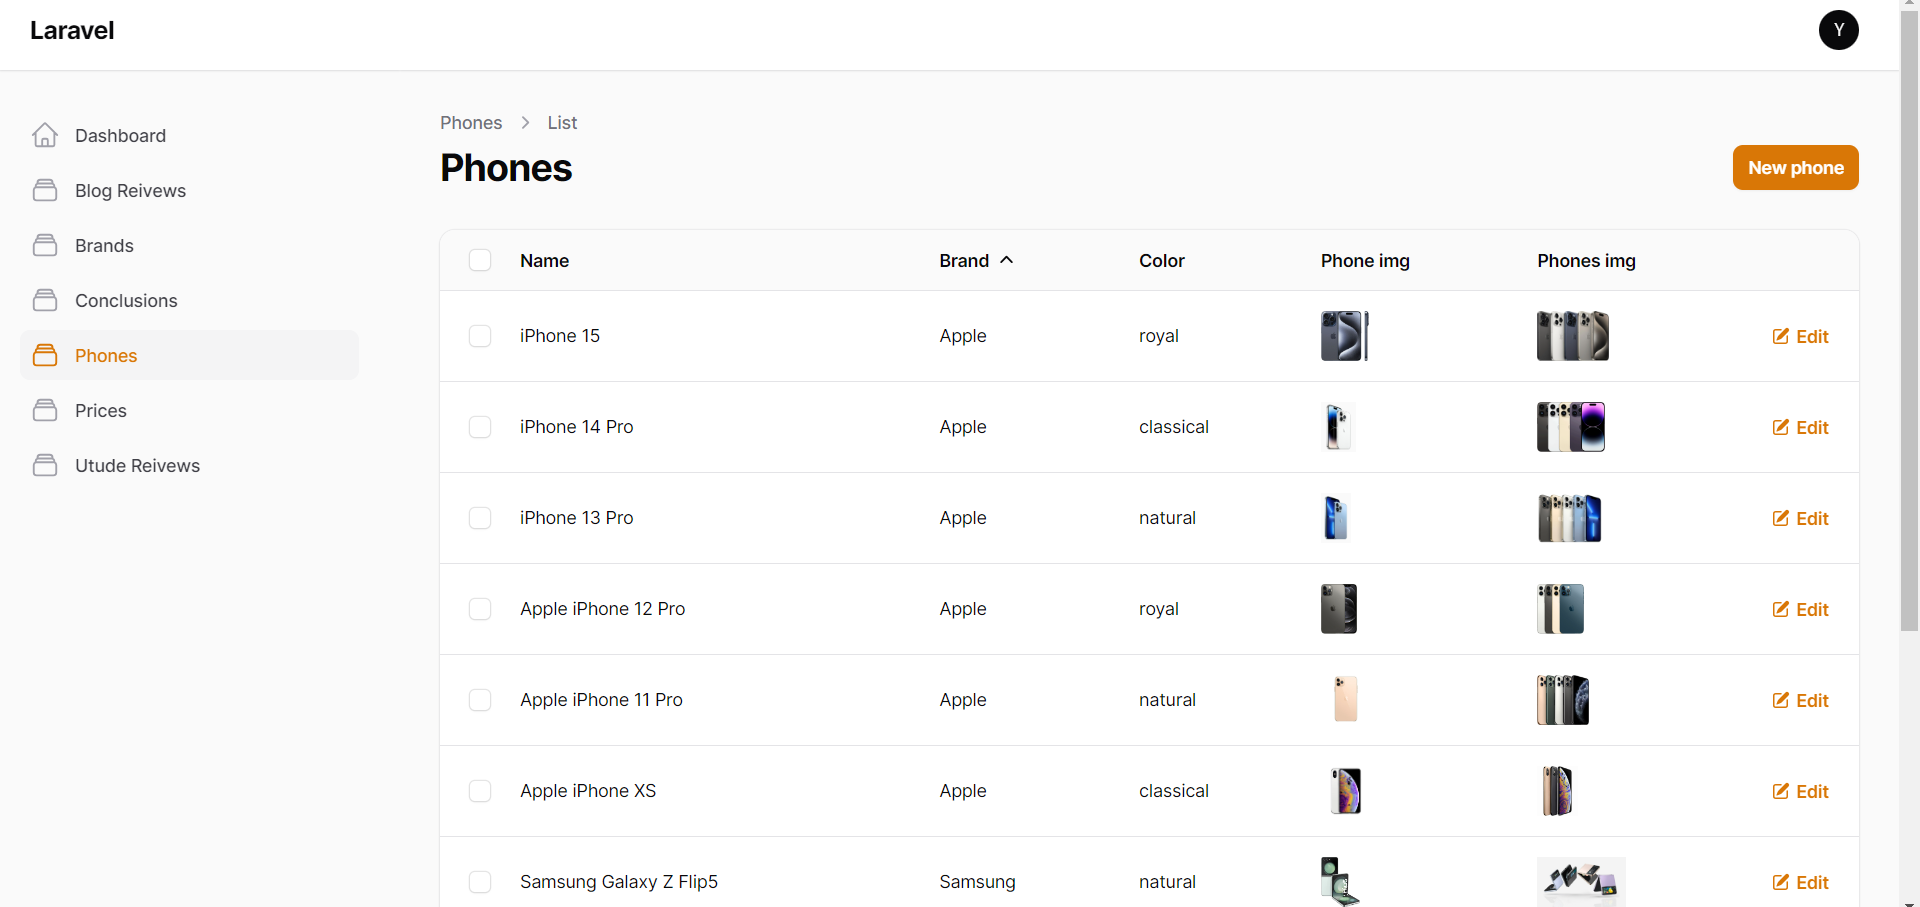 Laravel
Y
Dashboard
Blog Reivews
Brands
Conclusions
Phones
Prices
Utude Reivews
Phones > List
Phones
New phone
Name Brand Color Phone img Phones img
iPhone 15 Apple royal Edit
iPhone 14 Pro Apple classical Edit
iPhone 13 Pro Apple natural Edit
Apple iPhone 12 Pro Apple royal Edit
Apple iPhone 11 Pro Apple natural Edit
Apple iPhone XS Apple classical Edit
Samsung Galaxy Z Flip5 Samsung natural Edit